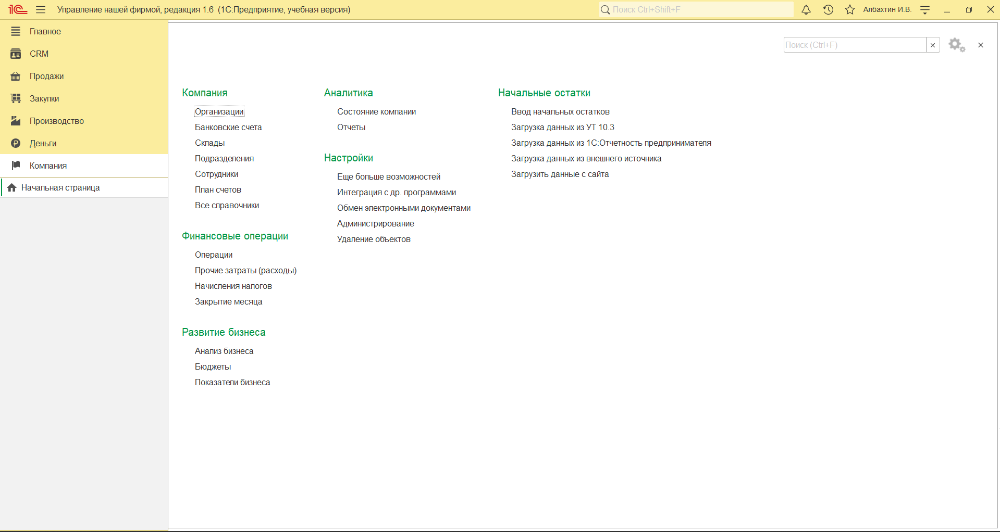 1С Управление нашей фирмой, редакция 1.6 (1С:Предприятие, учебная версия) Поиск Ctrl+Shift+F Албахтин И.В.
Главное
CRM
Продажи
Закупки
Производство
Деньги
Компания
Начальная страница
Поиск (Ctrl+F)
Компания
Организации
Банковские счета
Склады
Подразделения
Сотрудники
План счетов
Все справочники
Финансовые операции
Операции
Прочие затраты (расходы)
Начисления налогов
Закрытие месяца
Развитие бизнеса
Анализ бизнеса
Бюджеты
Показатели бизнеса
Аналитика
Состояние компании
Отчеты
Настройки
Еще больше возможностей
Интеграция с др. программами
Обмен электронными документами
Администрирование
Удаление объектов
Начальные остатки
Ввод начальных остатков
Загрузка данных из УТ 10.3
Загрузка данных из 1С:Отчетность предпринимателя
Загрузка данных из внешнего источника
Загрузить данные с сайта